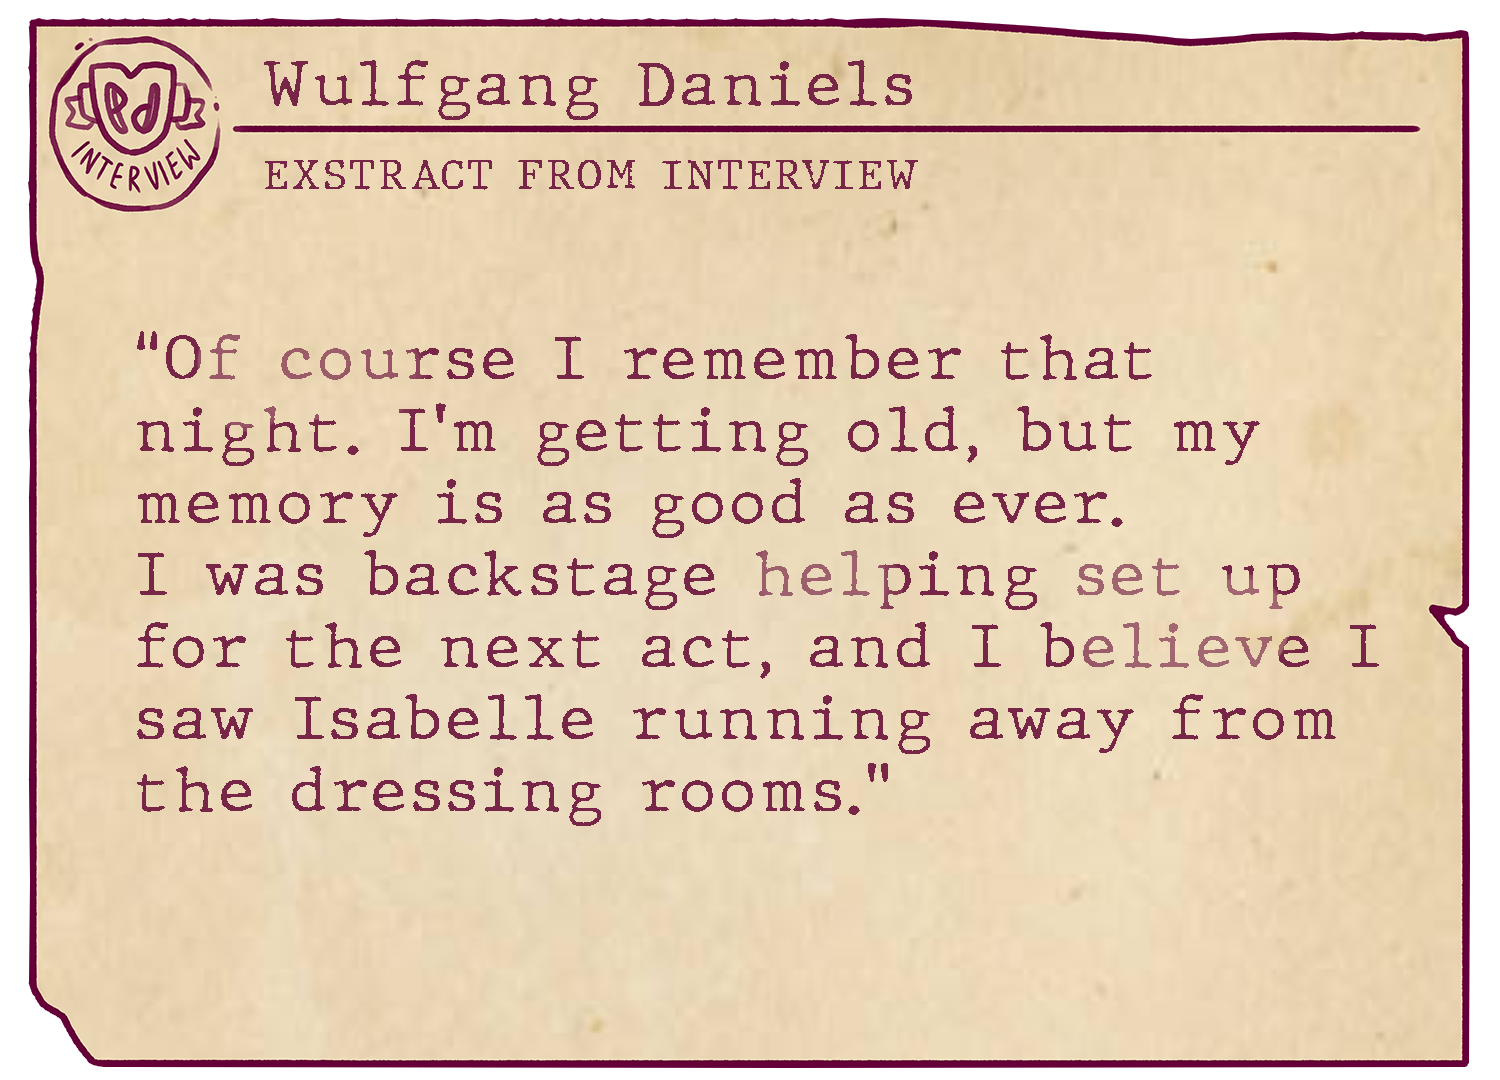 Wulfgang Daniels
Pd
INTERVIEW
EXSTRACT FROM INTERVIEW
"Of course I remember that
night. I'm getting old, but my
memory is as good as ever.
I was backstage helping set up
for the next act, and I believe I
saw Isabelle running away from
the dressing rooms."